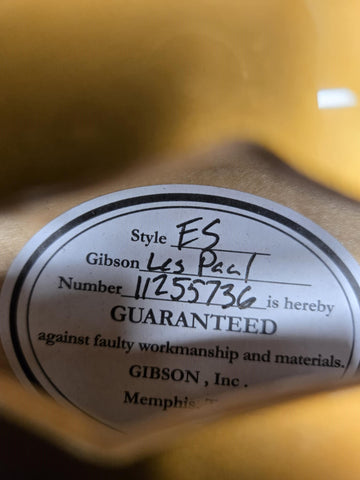 Style ES
Gibson Les Paul
Number 11255736 is hereby
GUARANTEED
against faulty workmanship and materials.
GIBSON, Inc.
Memphis,